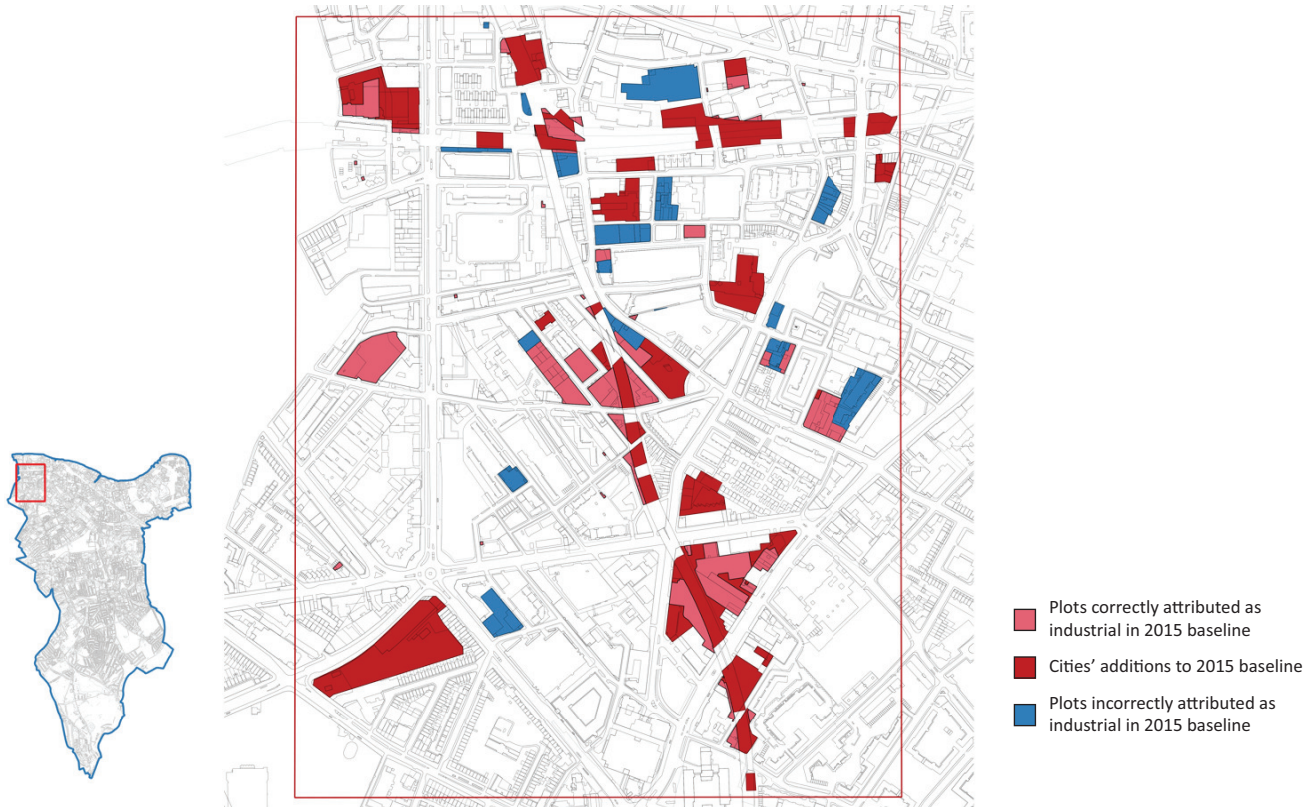 Plots correctly attributed as
industrial in 2015 baseline
Cities’ additions to 2015 baseline
Plots incorrectly attributed as
industrial in 2015 baseline